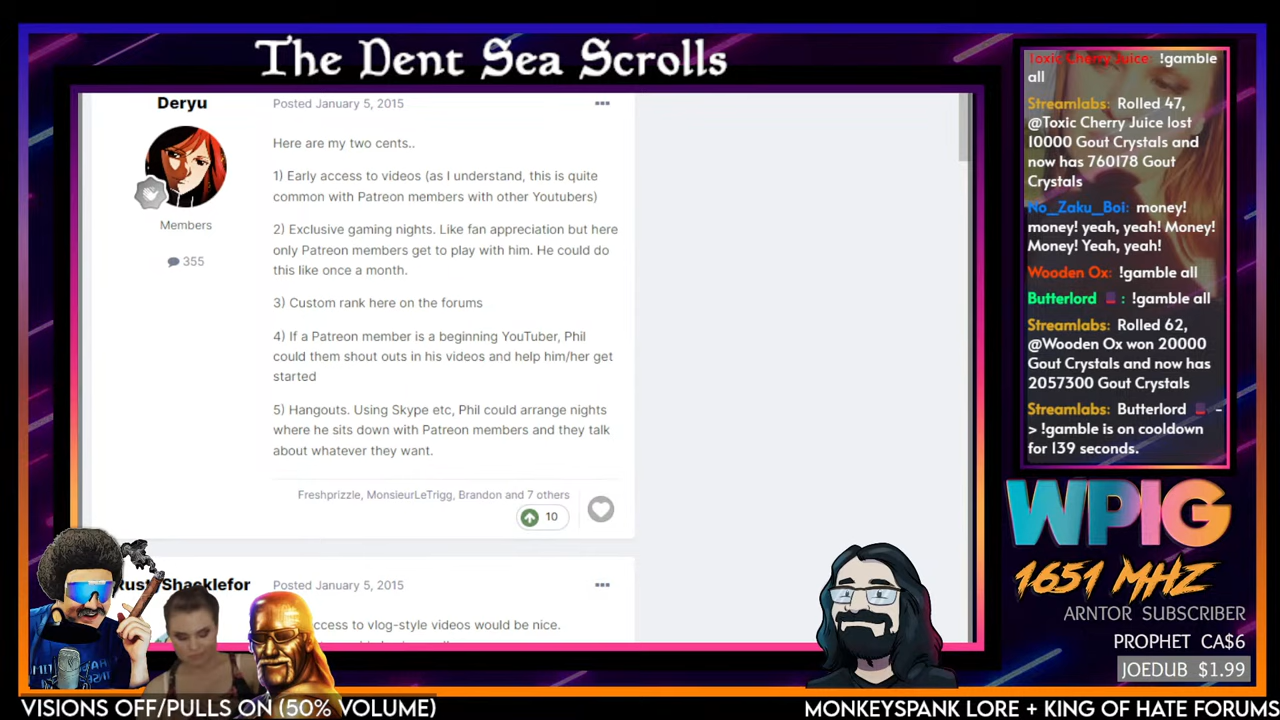 The Dent Sea Scrolls
Deryu
Members
355
Posted January 5, 2015
Here are my two cents..
1) Early access to videos (as I understand, this is quite
common with Patreon members with other Youtubers)
2) Exclusive gaming nights. Like fan appreciation but here
only Patreon members get to play with him. He could do
this like once a month.
3) Custom rank here on the forums
4) If a Patreon member is a beginning YouTuber, Phil
could them shout outs in his videos and help him/her get
started
5) Hangouts. Using Skype etc, Phil could arrange nights
where he sits down with Patreon members and they talk
about whatever they want.
Freshprizzle, MonsieurLeTrigg, Brandon and 7 others
10
Posted January 5, 2015
access to vlog-style videos would be nice.
Toxic Cherry Juice: !gamble
all
Streamlabs: Rolled 47,
@Toxic Cherry Juice lost
10000 Gout Crystals and
now has 760178 Gout
Crystals
No_Zaku_Boi: money!
money! yeah, yeah! Money!
Money! Yeah, yeah!
Wooden Ox: !gamble all
Butterlord : !gamble all
Streamlabs: Rolled 62,
@Wooden Ox won 20000
Gout Crystals and now has
2057300 Gout Crystals
Streamlabs: Butterlord -
> !gamble is on cooldown
for 139 seconds.
WPIG
1651 MHZ
ARNTOR SUBSCRIBER
PROPHET CA$6
JOEDUB $1.99
VISIONS OFF/PULLS ON (50% VOLUME)
MONKEYSPANK LORE + KING OF HATE FORUMS